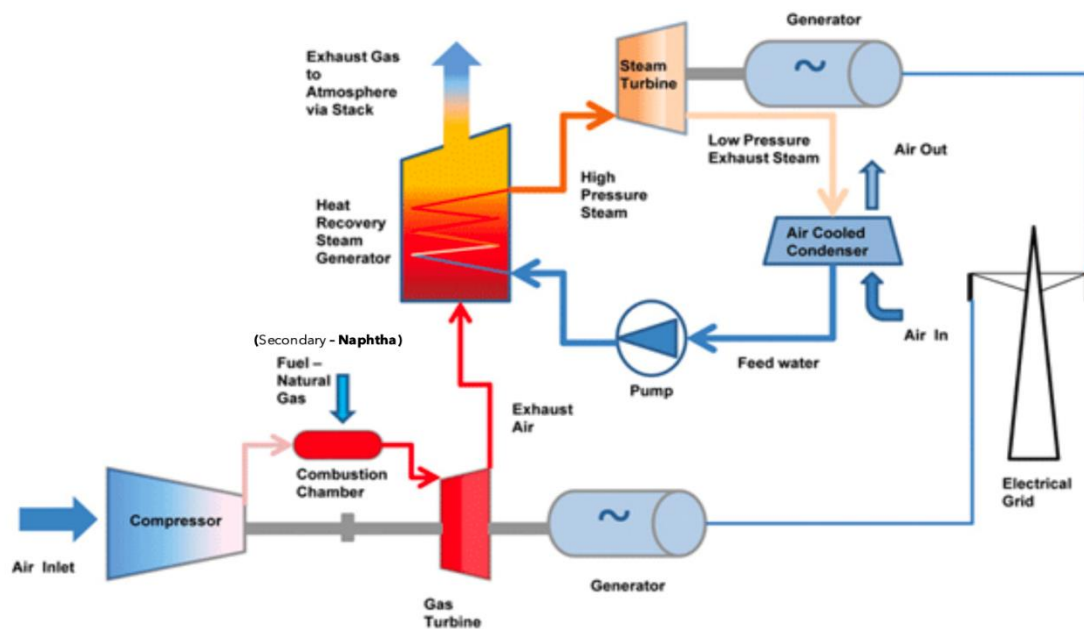 Generator
Exhaust Gas
to
Atmosphere
via Stack
Steam
Turbine
Low Pressure
Exhaust Steam
Air Out
High
Pressure
Steam
Heat
Recovery
Steam
Generator
Air Cooled
Condenser
Air In
Feed water
Pump
(Secondary – Naphtha)
Fuel –
Natural
Gas
Exhaust
Air
Combustion
Chamber
Electrical
Grid
Compressor
Air Inlet
Generator
Gas
Turbine